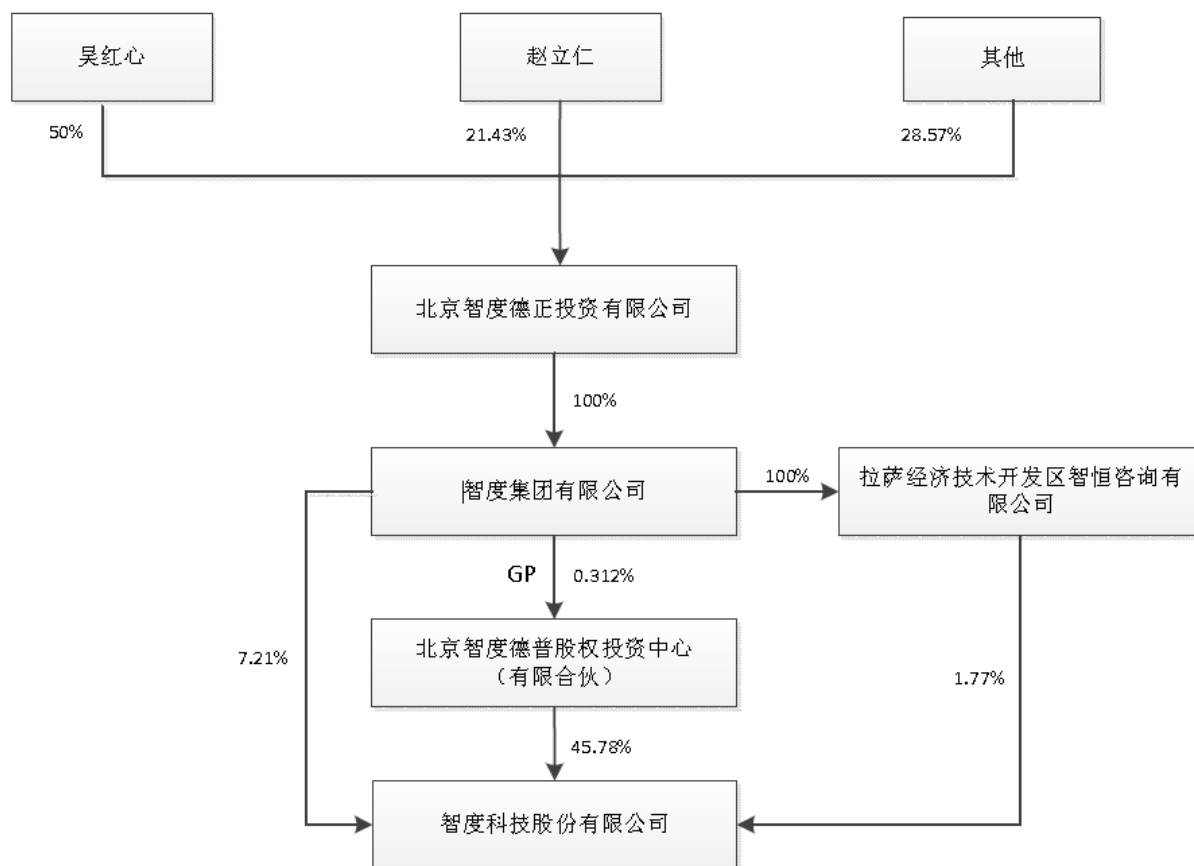 吴红心
赵立仁
其他
50%
21.43%
28.57%
北京智度德正投资有限公司
100%
智度集团有限公司
100%
拉萨经济技术开发区智恒咨询有
限公司
GP
0.312%
7.21%
北京智度德普股权投资中心
（有限合伙）
1.77%
45.78%
智度科技股份有限公司